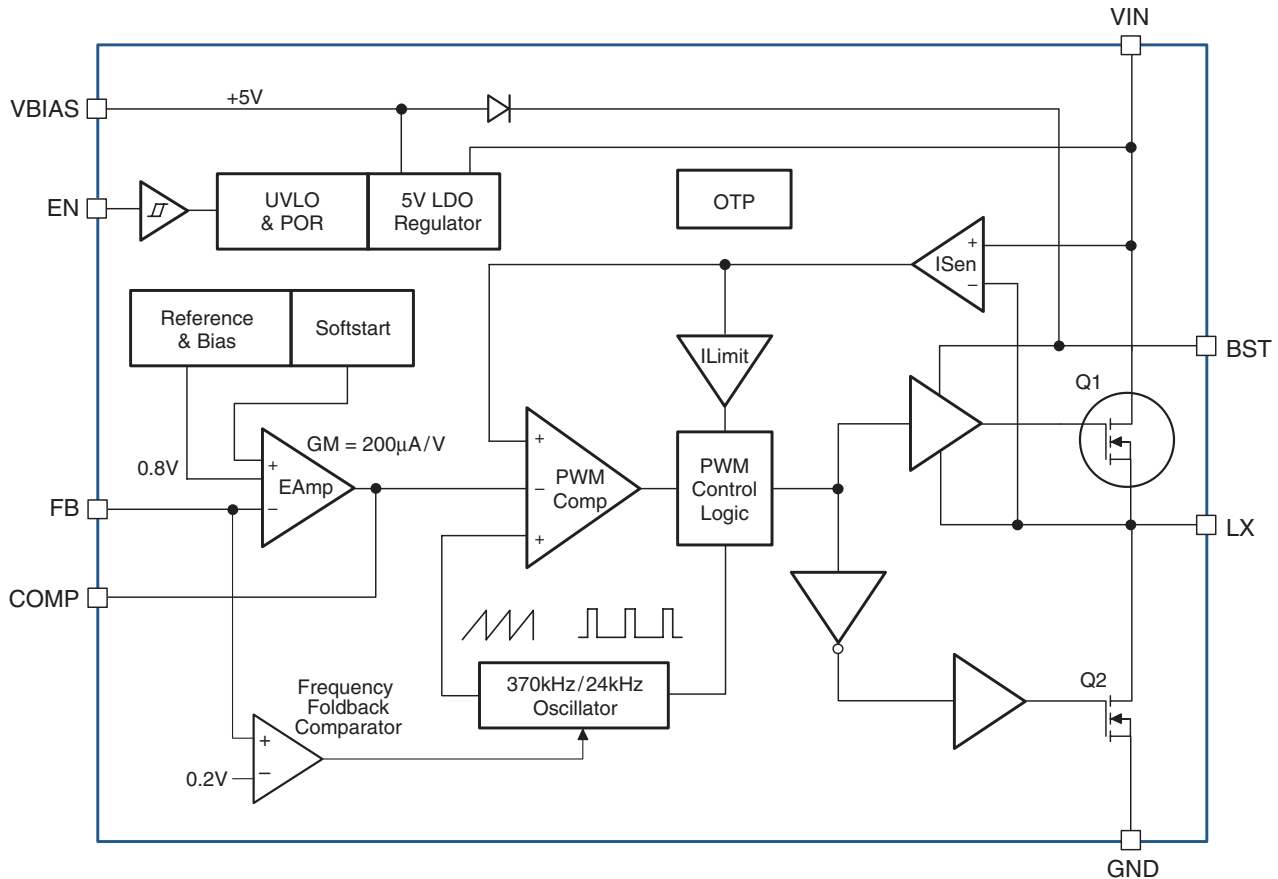 VIN
VBIAS
+5V
EN
UVLO
& POR
5V LDO
Regulator
OTP
+
ISen
−
Reference
& Bias
Softstart
ILimit
BST
Q1
GM = 200μA/V
0.8V
+
EAmp
−
FB
+
−
PWM
Comp
+
PWM
Control
Logic
LX
COMP
370kHz/24kHz
Oscillator
Frequency
Foldback
Comparator
Q2
+
0.2V
−
GND